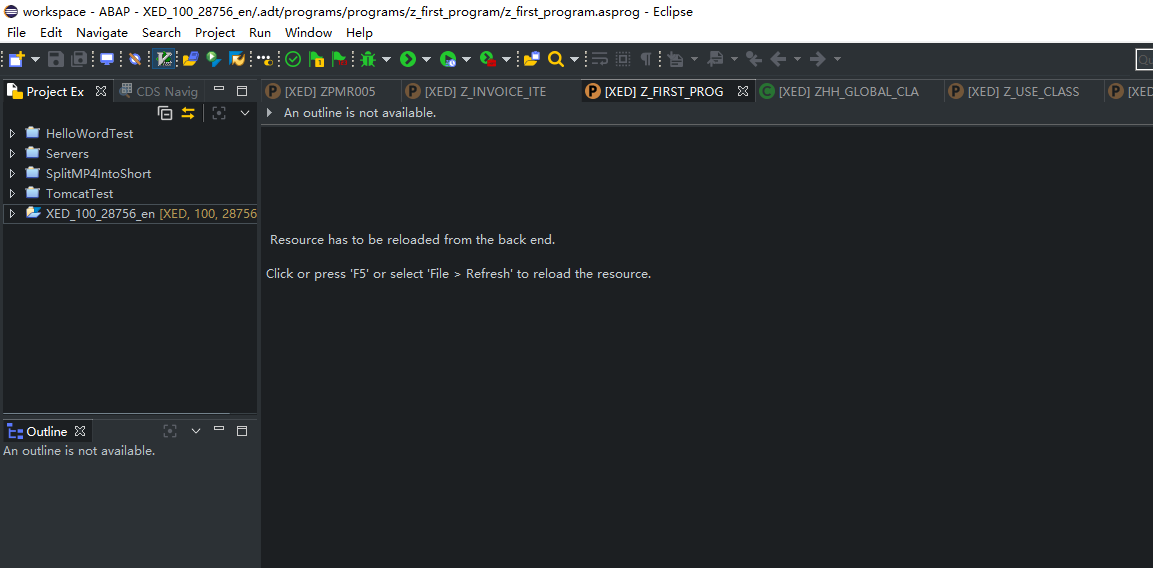 workspace - ABAP - XED_100_28756_en/.adt/programs/programs/z_first_program/z_first_program.asprog - Eclipse
File Edit Navigate Search Project Run Window Help
Project Ex CDS Navig [XED] ZPMR005 [XED] Z_INVOICE_ITE [XED] Z_FIRST_PROG [XED] ZHH_GLOBAL_CLA [XED] Z_USE_CLASS [XED]
An outline is not available.
HelloWordTest
Servers
SplitMP4IntoShort
TomcatTest
XED_100_28756_en [XED, 100, 28756
Resource has to be reloaded from the back end.
Click or press 'F5' or select 'File > Refresh' to reload the resource.
Outline
An outline is not available.